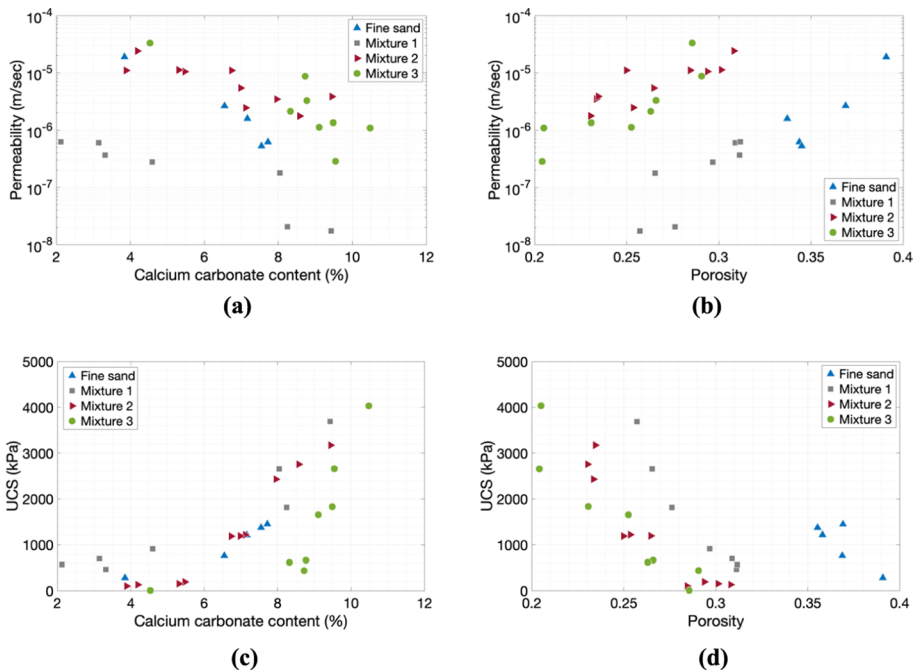 10⁻⁴
10⁻⁵
10⁻⁶
10⁻⁷
10⁻⁸
Permeability (m/sec)
Fine sand
Mixture 1
Mixture 2
Mixture 3
2 4 6 8 10 12
Calcium carbonate content (%)
(a)
10⁻⁴
10⁻⁵
10⁻⁶
10⁻⁷
10⁻⁸
Permeability (m/sec)
Fine sand
Mixture 1
Mixture 2
Mixture 3
0.2 0.25 0.3 0.35 0.4
Porosity
(b)
5000
4000
3000
2000
1000
0
UCS (kPa)
Fine sand
Mixture 1
Mixture 2
Mixture 3
2 4 6 8 10 12
Calcium carbonate content (%)
(c)
5000
4000
3000
2000
1000
0
UCS (kPa)
Fine sand
Mixture 1
Mixture 2
Mixture 3
0.2 0.25 0.3 0.35 0.4
Porosity
(d)